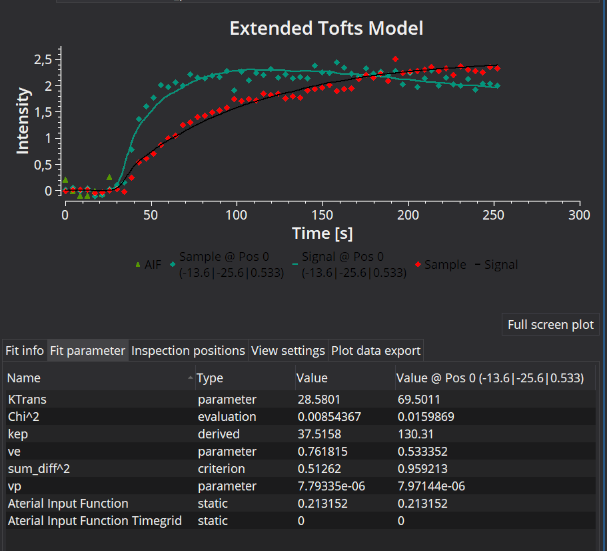 Extended Tofts Model
Intensity
2,5
2
1,5
1
0,5
0
0 50 100 150 200 250 300
Time [s]
AIF Sample @ Pos 0 (-13.6|-25.6|0.533) Signal @ Pos 0 (-13.6|-25.6|0.533) Sample Signal
Full screen plot
Fit info Fit parameter Inspection positions View settings Plot data export
Name Type Value Value @ Pos 0 (-13.6|-25.6|0.533)
KTrans parameter 28.5801 69.5011
Chi^2 evaluation 0.00854367 0.0159869
kep derived 37.5158 130.31
ve parameter 0.761815 0.533352
sum_diff^2 criterion 0.51262 0.959213
vp parameter 7.79335e-06 7.97144e-06
Aterial Input Function static 0.213152 0.213152
Aterial Input Function Timegrid static 0 0